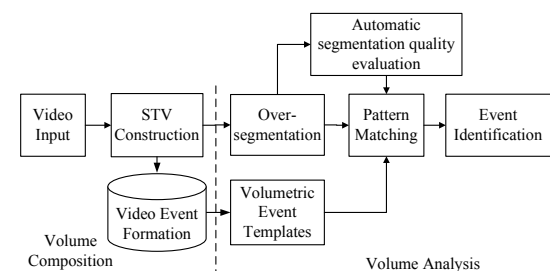 Automatic
segmentation quality
evaluation
Video
Input
STV
Construction
Over-
segmentation
Pattern
Matching
Event
Identification
Video Event
Formation
Volumetric
Event
Templates
Volume
Composition
Volume Analysis